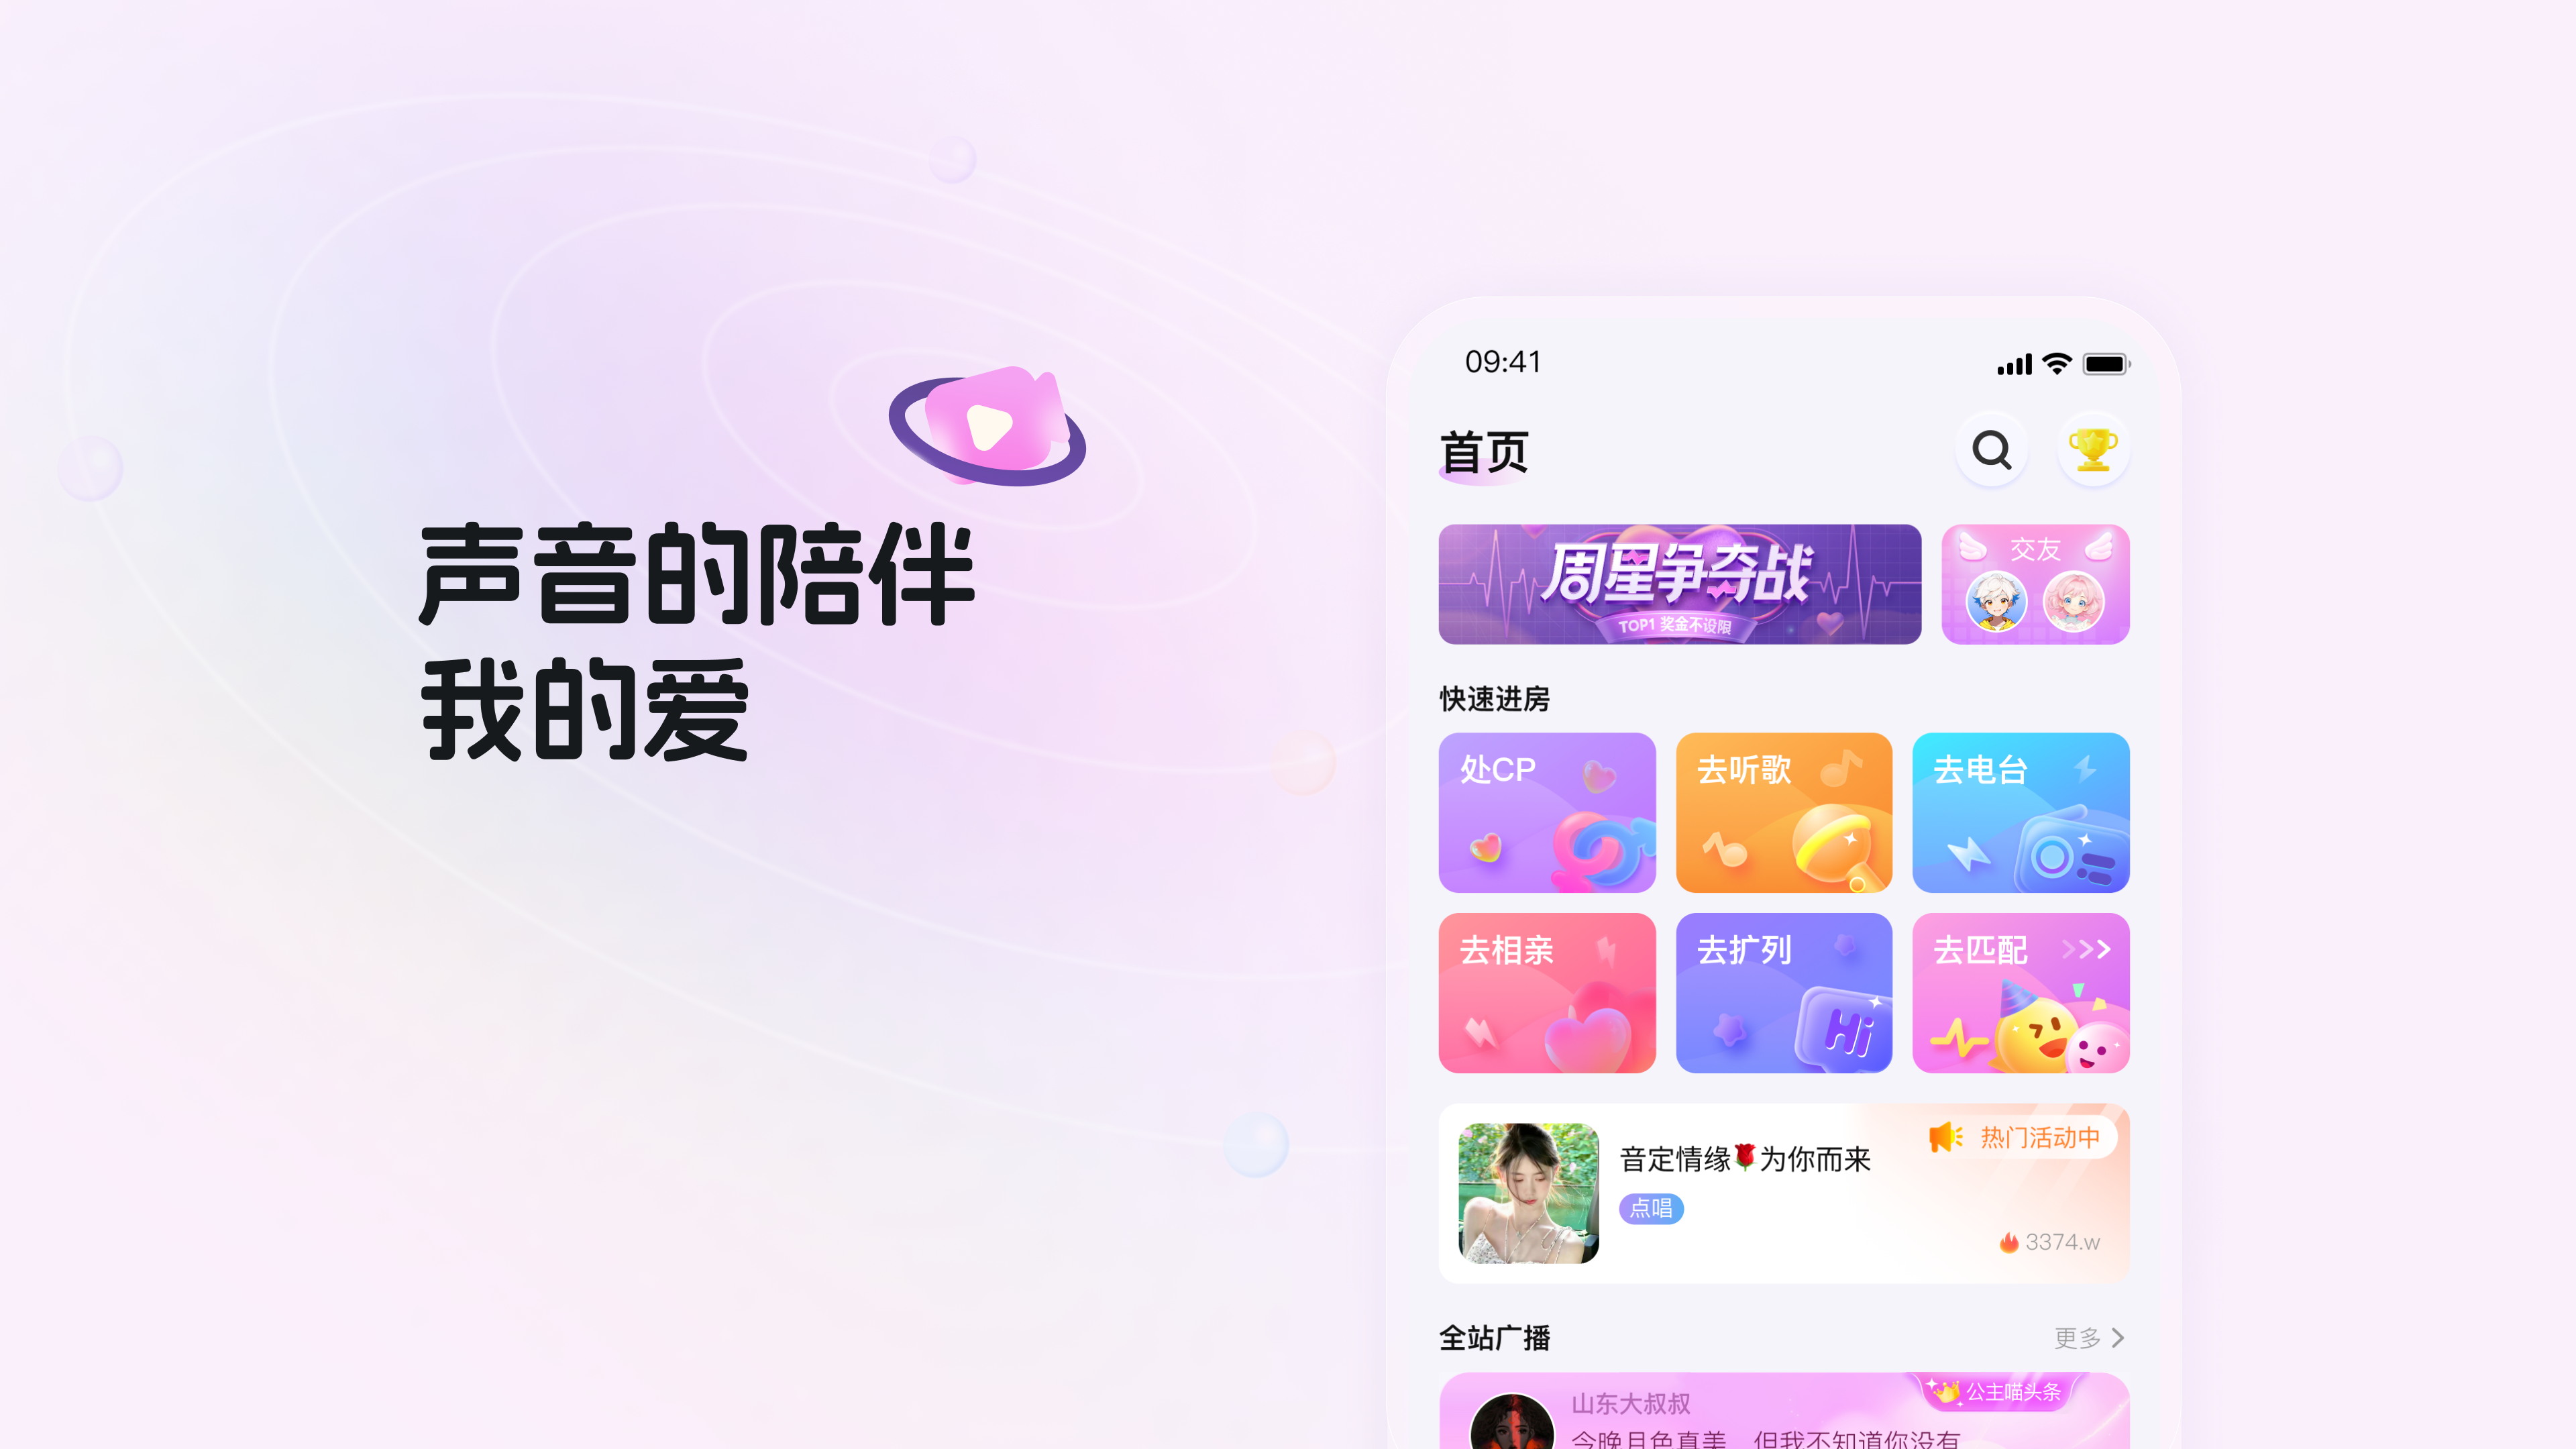 声音的陪伴
我的爱
09:41
首页
周星争夺战
TOP1 奖金不设限
交友
快速进房
处CP
去听歌
去电台
去相亲
去扩列
Hi
去匹配
热门活动中
音定情缘🌹为你而来
点唱
3374.w
全站广播
更多
公主喵头条
山东大叔叔
今晚月色真美，但我不知道你没有